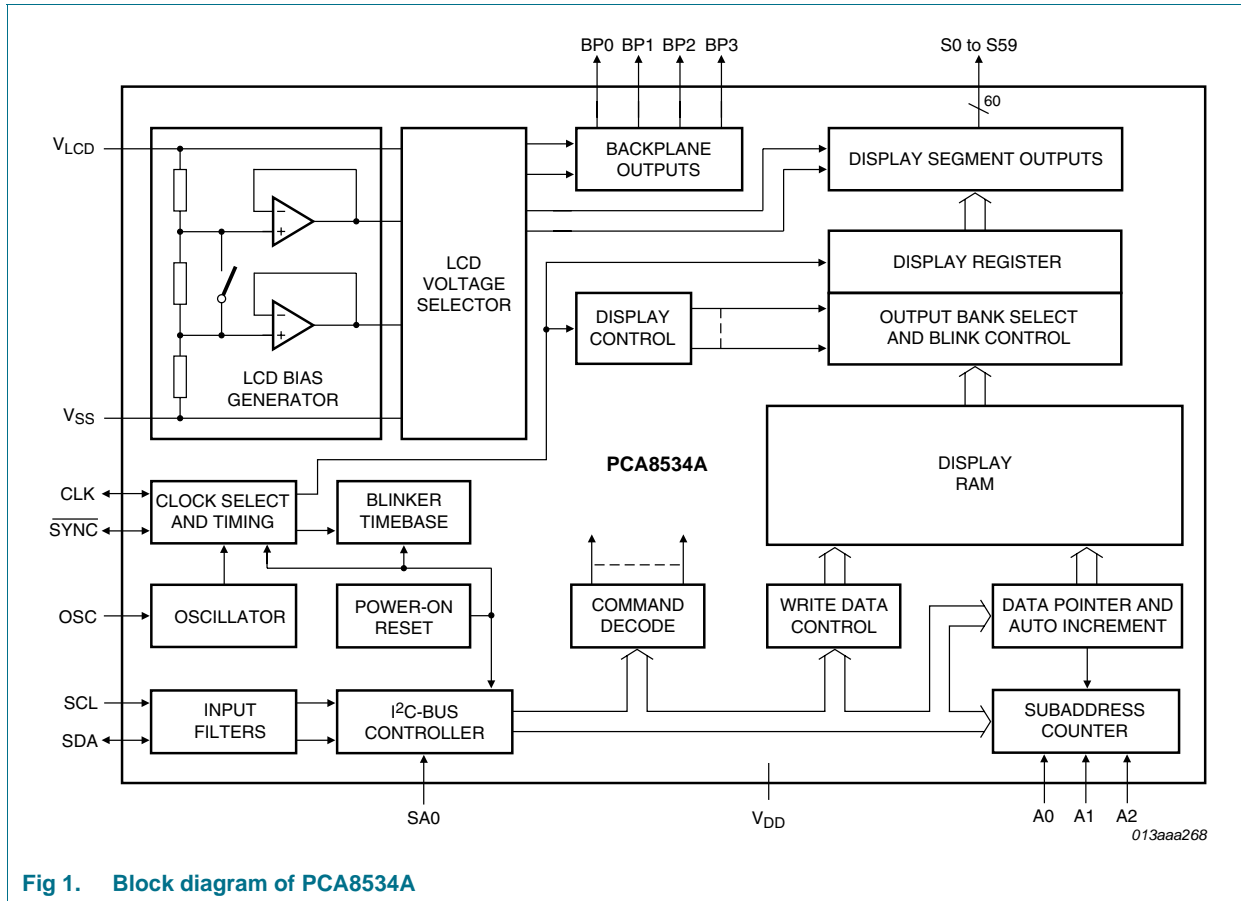 BP0 BP1 BP2 BP3
S0 to S59
60
VLCD
BACKPLANE
OUTPUTS
DISPLAY SEGMENT OUTPUTS
−
+
LCD
VOLTAGE
SELECTOR
DISPLAY REGISTER
−
+
DISPLAY
CONTROL
OUTPUT BANK SELECT
AND BLINK CONTROL
LCD BIAS
GENERATOR
VSS
PCA8534A
DISPLAY
RAM
CLK
SYNC
CLOCK SELECT
AND TIMING
BLINKER
TIMEBASE
OSC
OSCILLATOR
POWER-ON
RESET
COMMAND
DECODE
WRITE DATA
CONTROL
DATA POINTER AND
AUTO INCREMENT
SCL
SDA
INPUT
FILTERS
I²C-BUS
CONTROLLER
SUBADDRESS
COUNTER
SA0
VDD
A0 A1 A2
013aaa268
Fig 1. Block diagram of PCA8534A